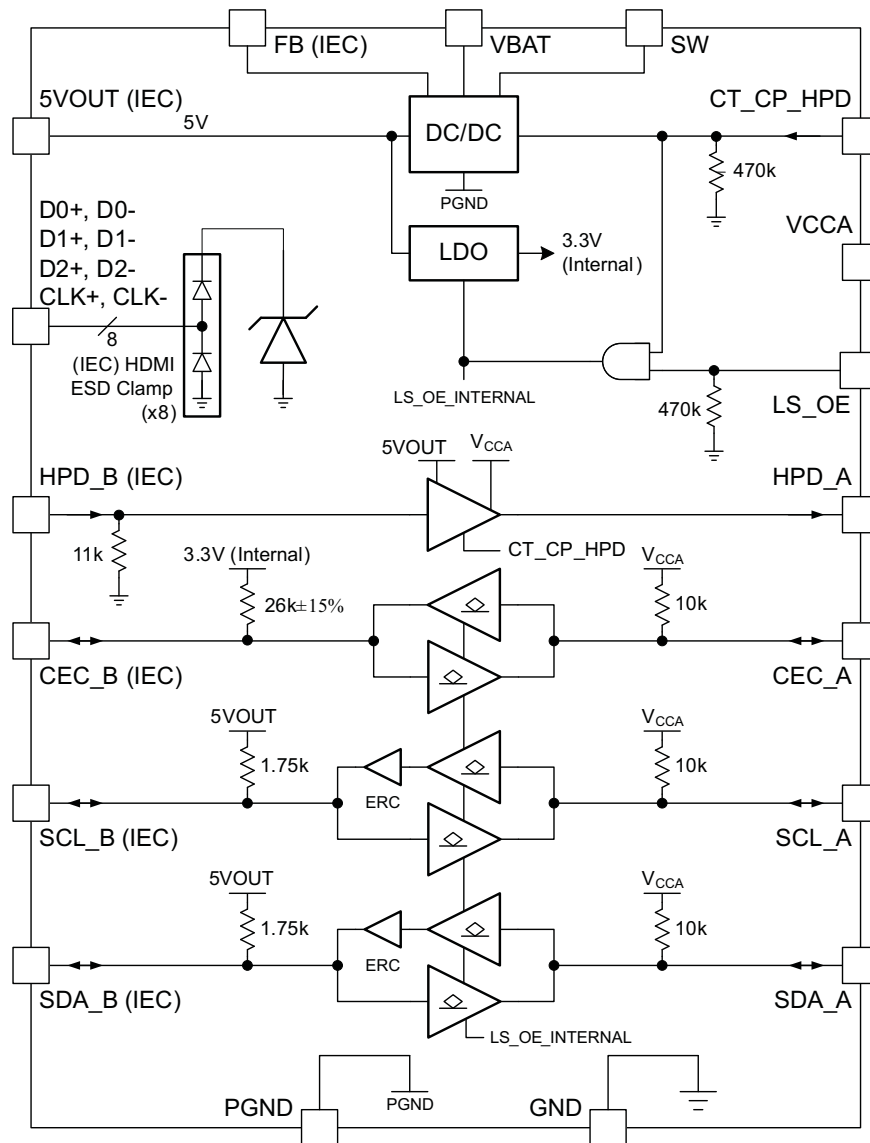 FB (IEC)
VBAT
SW
5VOUT (IEC)
5V
DC/DC
CT_CP_HPD
470k
PGND
D0+, D0-
D1+, D1-
D2+, D2-
CLK+, CLK-
8
(IEC) HDMI
ESD Clamp
(x8)
LDO
3.3V
(Internal)
VCCA
LS_OE_INTERNAL
470k
LS_OE
HPD_B (IEC)
5VOUT
VCCA
HPD_A
11k
CT_CP_HPD
3.3V (Internal)
26k±15%
VCCA
10k
CEC_B (IEC)
CEC_A
5VOUT
1.75k
ERC
VCCA
10k
SCL_B (IEC)
SCL_A
5VOUT
1.75k
ERC
VCCA
10k
SDA_B (IEC)
SDA_A
LS_OE_INTERNAL
PGND
PGND
GND